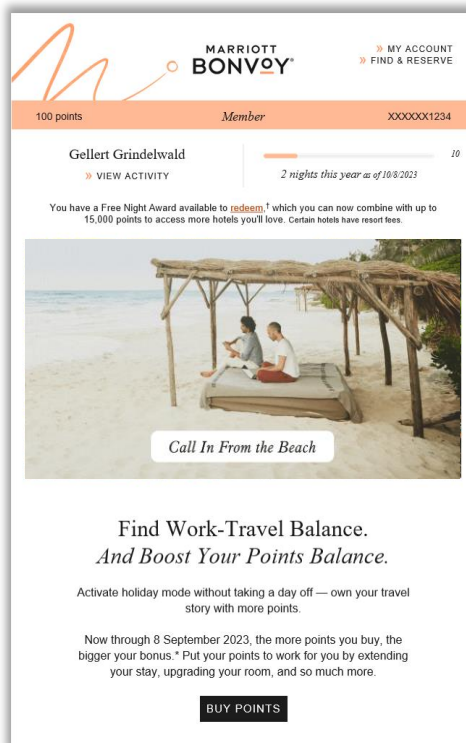 MARRIOTT
BONVOY®
» MY ACCOUNT
» FIND & RESERVE
100 points
Member
XXXXXX1234
Gellert Grindelwald
» VIEW ACTIVITY
10
2 nights this year as of 10/8/2023
You have a Free Night Award available to redeem,† which you can now combine with up to
15,000 points to access more hotels you'll love. Certain hotels have resort fees.
Call In From the Beach
Find Work-Travel Balance.
And Boost Your Points Balance.
Activate holiday mode without taking a day off — own your travel
story with more points.
Now through 8 September 2023, the more points you buy, the
bigger your bonus.* Put your points to work for you by extending
your stay, upgrading your room, and so much more.
BUY POINTS